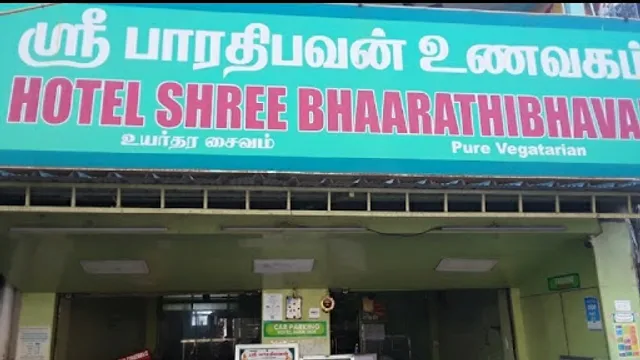 ஸ்ரீ பாரதிபவன் உணவகம்
HOTEL SHREE BHAARATHIBHAVA
உயர்தர சைவம்
Pure Vegatarian
CAR PARKING